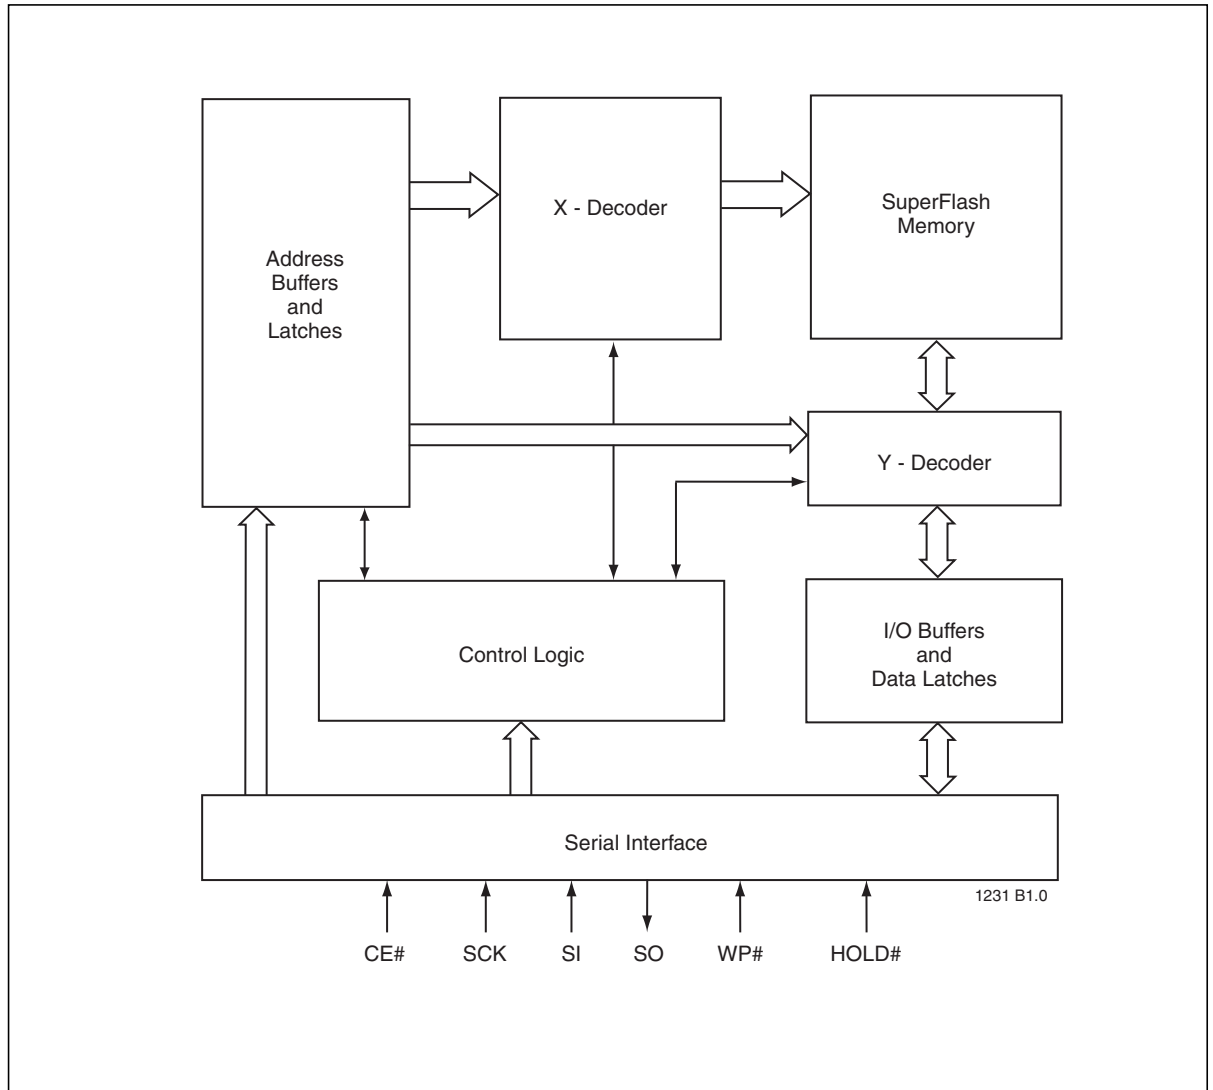 Address
Buffers
and
Latches
X - Decoder
SuperFlash
Memory
Y - Decoder
Control Logic
I/O Buffers
and
Data Latches
Serial Interface
1231 B1.0
CE#
SCK
SI
SO
WP#
HOLD#